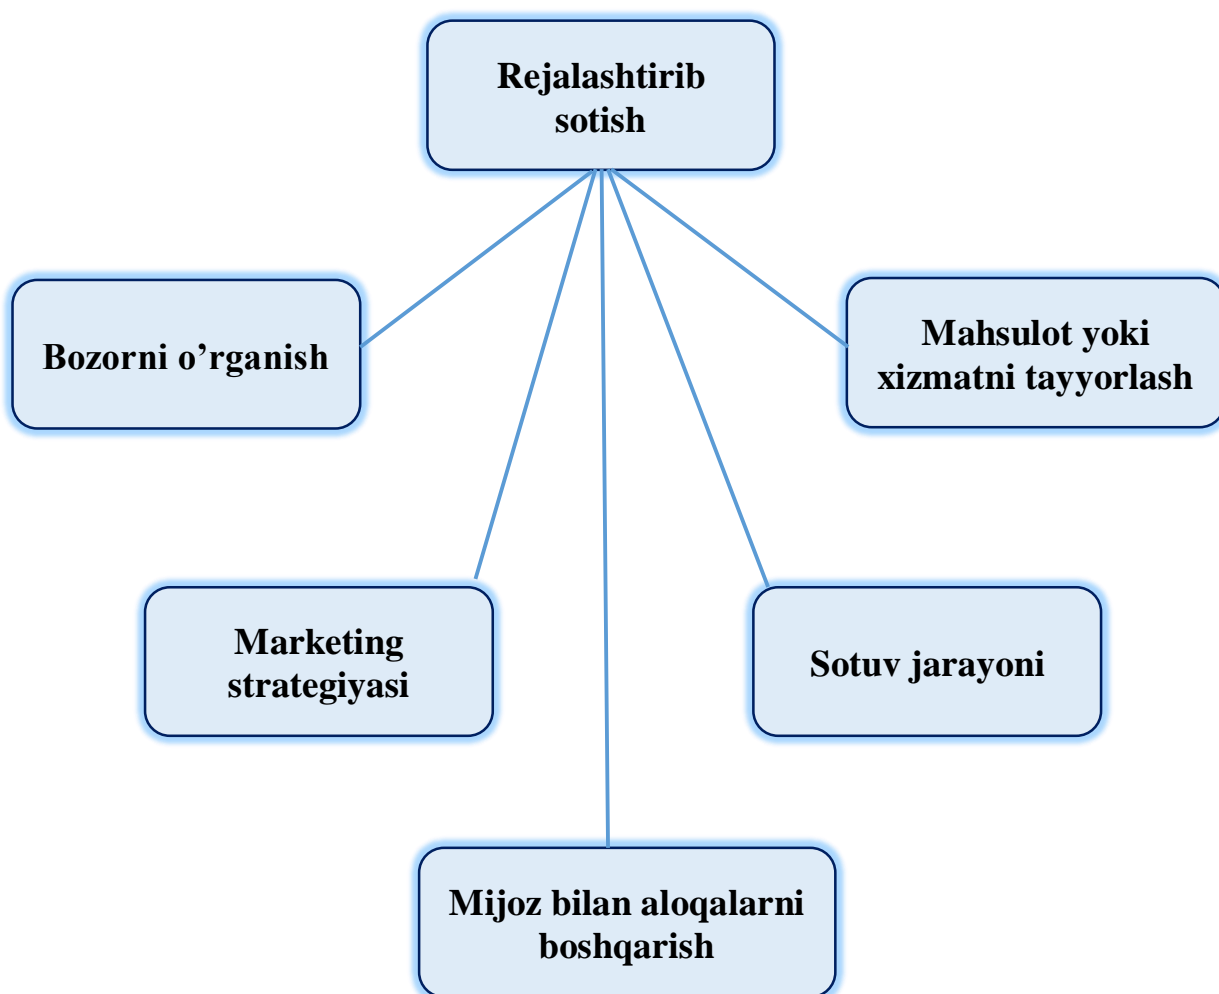 Rejalashtirib
sotish
Bozorni o’rganish
Mahsulot yoki
xizmatni tayyorlash
Marketing
strategiyasi
Sotuv jarayoni
Mijoz bilan aloqalarni
boshqarish